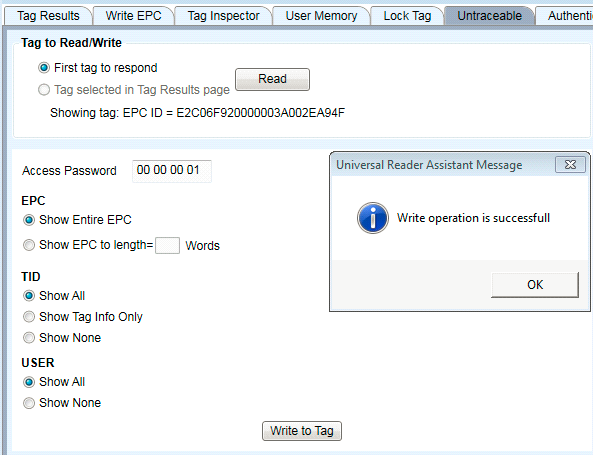 Tag Results Write EPC Tag Inspector User Memory Lock Tag Untraceable Authenti
Tag to Read/Write
First tag to respond
Read
Tag selected in Tag Results page
Showing tag: EPC ID = E2C06F920000003A002EA94F
Access Password 00 00 00 01
Universal Reader Assistant Message
Write operation is successfull
OK
EPC
Show Entire EPC
Show EPC to length= Words
TID
Show All
Show Tag Info Only
Show None
USER
Show All
Show None
Write to Tag